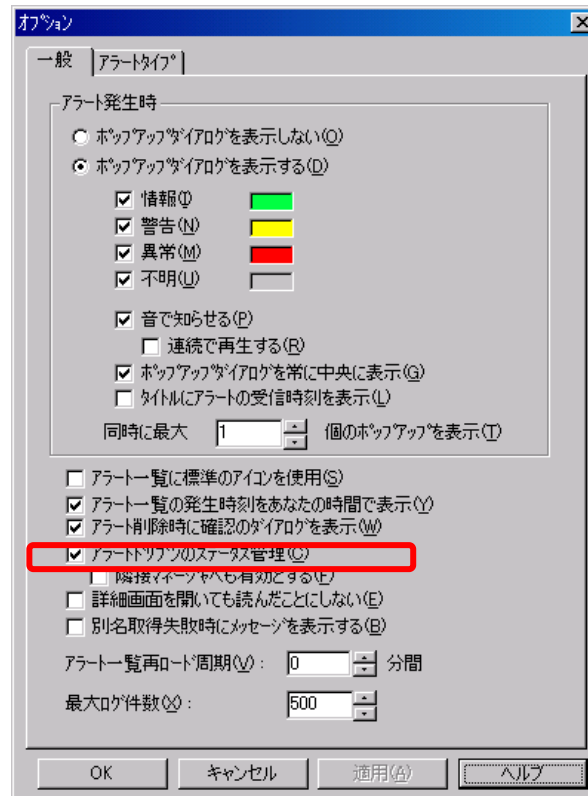 オプション
一般
アラートタイプ
アラート発生時
ポップアップダイアログを表示しない(O)
ポップアップダイアログを表示する(D)
情報(I)
警告(N)
異常(M)
不明(U)
音で知らせる(P)
連続で再生する(R)
ポップアップダイアログを常に中央に表示(G)
タイトルにアラートの受信時刻を表示(L)
同時に最大 1 個のポップアップを表示(T)
アラート一覧に標準のアイコンを使用(S)
アラート一覧の発生時刻をあなたの時間で表示(Y)
アラート削除時に確認のダイアログを表示(W)
アラートドリブンのステータス管理(C)
隣接マネージャへも有効とする(F)
詳細画面を開いても読んだことにしない(E)
別名取得失敗時にメッセージを表示する(B)
アラート一覧再ロード周期(V) : 0 分間
最大ログ件数(X) : 500
OK キャンセル 適用(A) ヘルプ